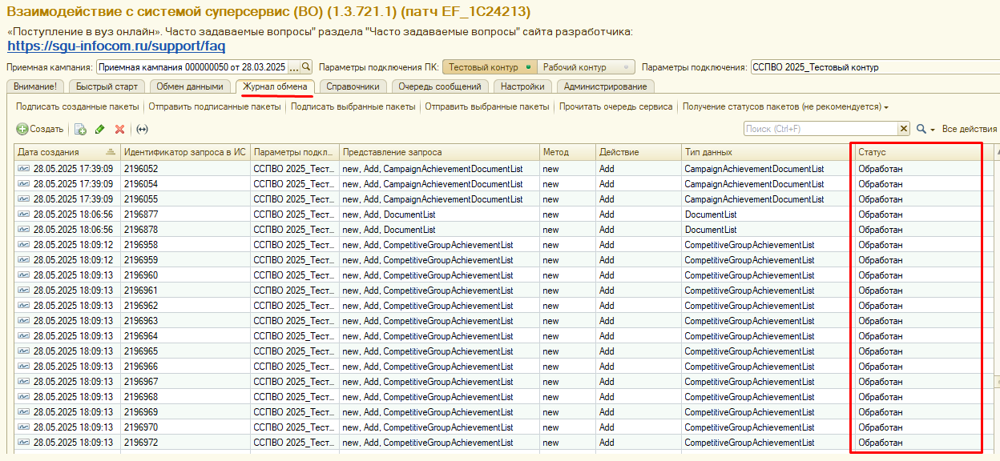 Взаимодействие с системой суперсервис (ВО) (1.3.721.1) (патч EF_1C24213)
«Поступление в вуз онлайн». Часто задаваемые вопросы" раздела "Часто задаваемые вопросы" сайта разработчика:
https://sgu-infocom.ru/support/faq
Приемная кампания: Приемная кампания 000000050 от 28.03.2025 ... Параметры подключения ПК: Тестовый контур Рабочий контур Параметры подключения: ССПВО 2025_Тестовый контур
Внимание! Быстрый старт Обмен данными Журнал обмена Справочники Очередь сообщений Настройки Администрирование
Подписать созданные пакеты Отправить подписанные пакеты Подписать выбранные пакеты Отправить выбранные пакеты Прочитать очередь сервиса Получение статусов пакетов (не рекомендуется)
Создать Поиск (Ctrl+F) Все действия
Дата создания Идентификатор запроса в ИС Параметры подкл... Представление запроса Метод Действие Тип данных Статус
28.05.2025 17:39:09 2196052 ССПВО 2025_Тест... new, Add, CampaignAchievementDocumentList new Add CampaignAchievementDocumentList Обработан
28.05.2025 17:39:09 2196054 ССПВО 2025_Тест... new, Add, CampaignAchievementDocumentList new Add CampaignAchievementDocumentList Обработан
28.05.2025 17:39:09 2196055 ССПВО 2025_Тест... new, Add, CampaignAchievementDocumentList new Add CampaignAchievementDocumentList Обработан
28.05.2025 18:06:56 2196877 ССПВО 2025_Тест... new, Add, DocumentList new Add DocumentList Обработан
28.05.2025 18:06:56 2196878 ССПВО 2025_Тест... new, Add, DocumentList new Add DocumentList Обработан
28.05.2025 18:09:12 2196958 ССПВО 2025_Тест... new, Add, CompetitiveGroupAchievementList new Add CompetitiveGroupAchievementList Обработан
28.05.2025 18:09:12 2196959 ССПВО 2025_Тест... new, Add, CompetitiveGroupAchievementList new Add CompetitiveGroupAchievementList Обработан
28.05.2025 18:09:13 2196960 ССПВО 2025_Тест... new, Add, CompetitiveGroupAchievementList new Add CompetitiveGroupAchievementList Обработан
28.05.2025 18:09:13 2196961 ССПВО 2025_Тест... new, Add, CompetitiveGroupAchievementList new Add CompetitiveGroupAchievementList Обработан
28.05.2025 18:09:13 2196962 ССПВО 2025_Тест... new, Add, CompetitiveGroupAchievementList new Add CompetitiveGroupAchievementList Обработан
28.05.2025 18:09:13 2196963 ССПВО 2025_Тест... new, Add, CompetitiveGroupAchievementList new Add CompetitiveGroupAchievementList Обработан
28.05.2025 18:09:13 2196964 ССПВО 2025_Тест... new, Add, CompetitiveGroupAchievementList new Add CompetitiveGroupAchievementList Обработан
28.05.2025 18:09:13 2196965 ССПВО 2025_Тест... new, Add, CompetitiveGroupAchievementList new Add CompetitiveGroupAchievementList Обработан
28.05.2025 18:09:13 2196966 ССПВО 2025_Тест... new, Add, CompetitiveGroupAchievementList new Add CompetitiveGroupAchievementList Обработан
28.05.2025 18:09:13 2196967 ССПВО 2025_Тест... new, Add, CompetitiveGroupAchievementList new Add CompetitiveGroupAchievementList Обработан
28.05.2025 18:09:13 2196968 ССПВО 2025_Тест... new, Add, CompetitiveGroupAchievementList new Add CompetitiveGroupAchievementList Обработан
28.05.2025 18:09:13 2196969 ССПВО 2025_Тест... new, Add, CompetitiveGroupAchievementList new Add CompetitiveGroupAchievementList Обработан
28.05.2025 18:09:13 2196970 ССПВО 2025_Тест... new, Add, CompetitiveGroupAchievementList new Add CompetitiveGroupAchievementList Обработан
28.05.2025 18:09:13 2196972 ССПВО 2025_Тест... new, Add, CompetitiveGroupAchievementList new Add CompetitiveGroupAchievementList Обработан